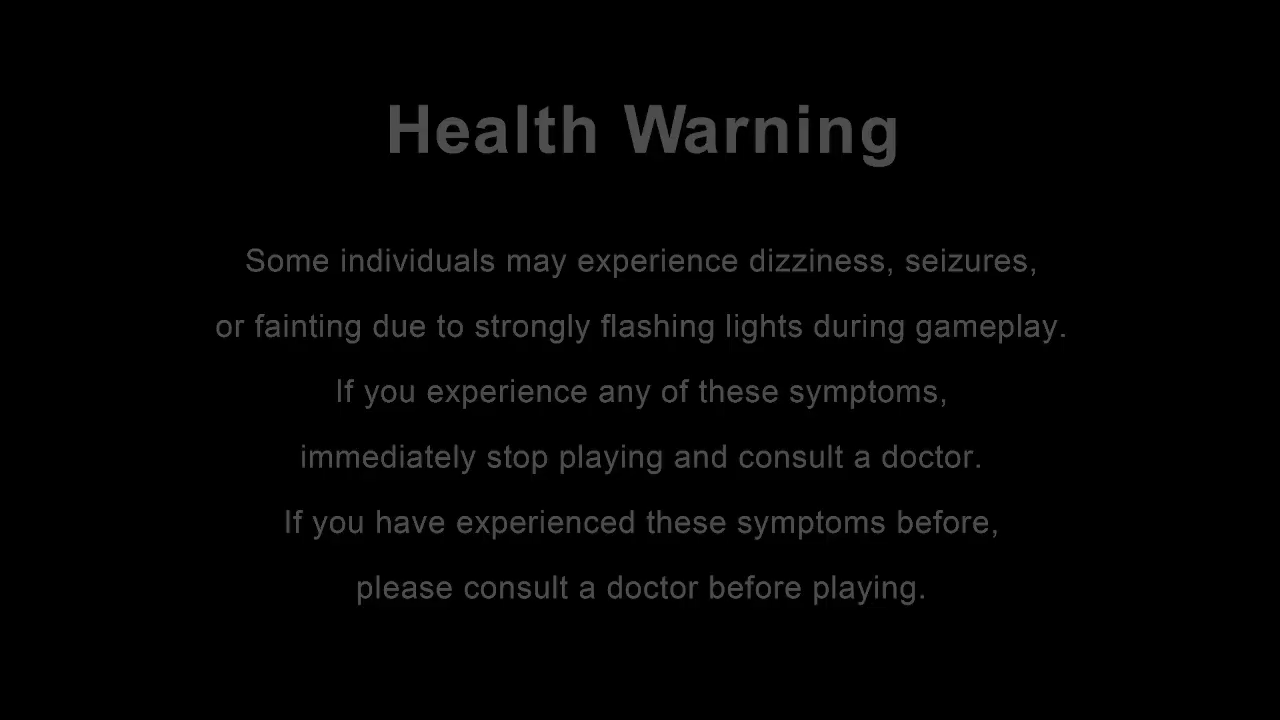 Health Warning
Some individuals may experience dizziness, seizures,
or fainting due to strongly flashing lights during gameplay.
If you experience any of these symptoms,
immediately stop playing and consult a doctor.
If you have experienced these symptoms before,
please consult a doctor before playing.